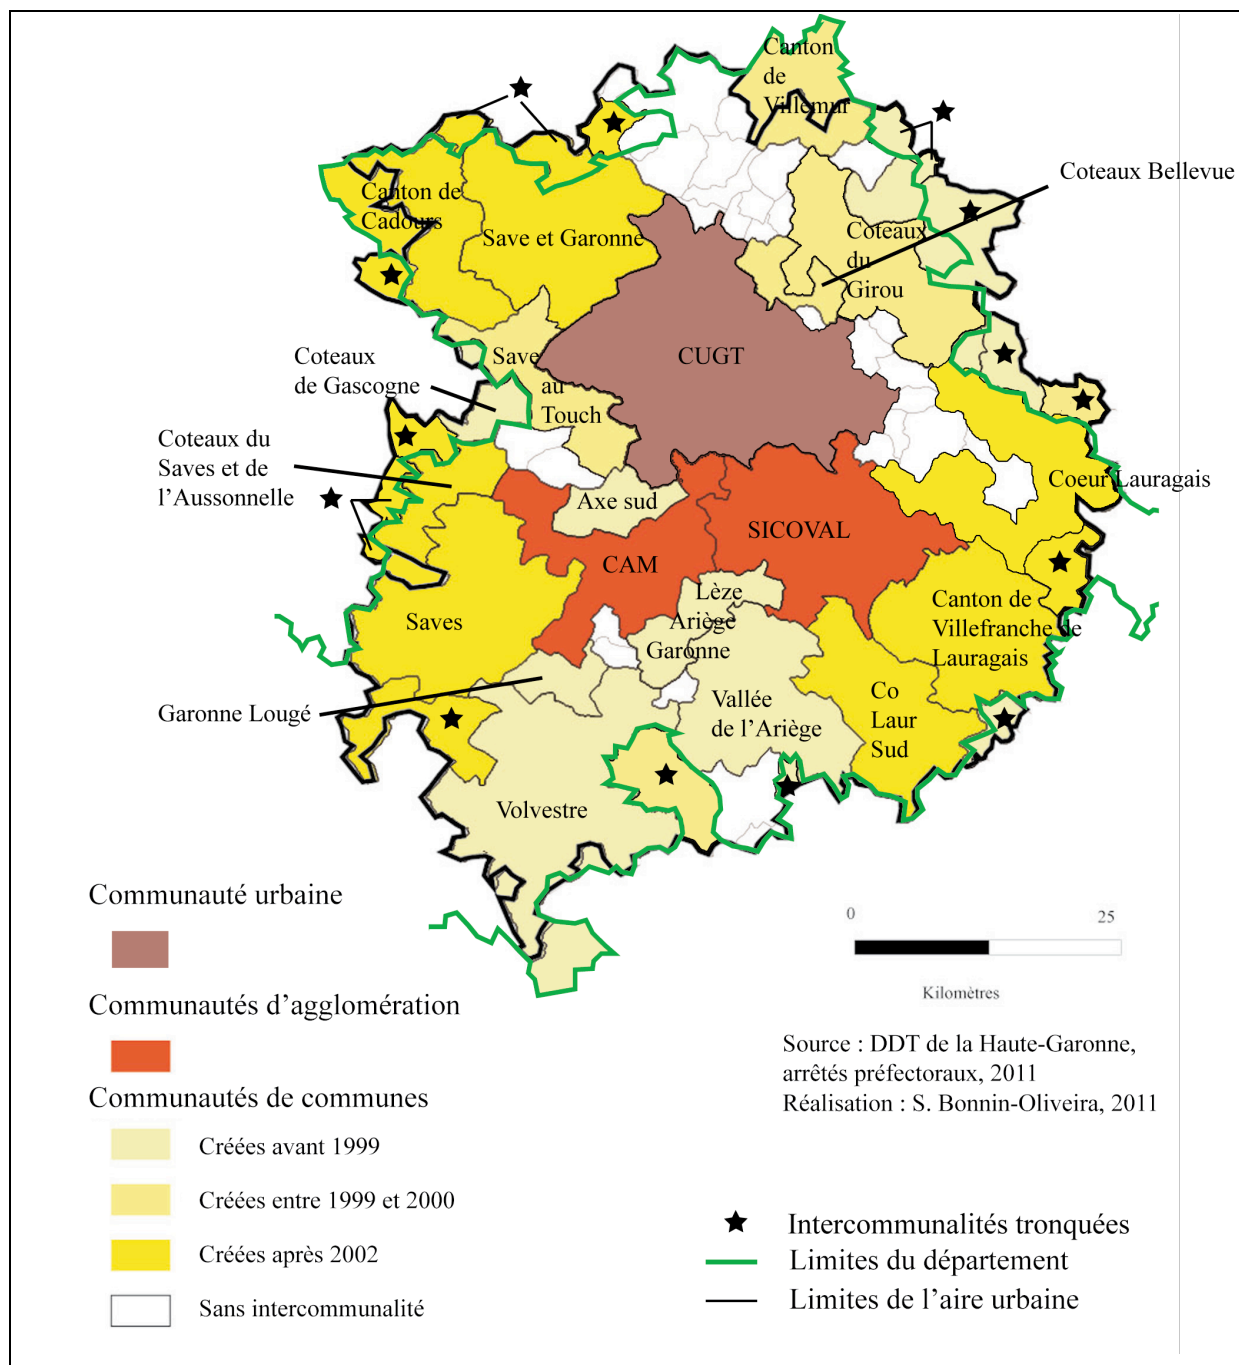 Canton
de
Villemur
Coteaux Bellevue
Canton de
Cadours
Save et Garonne
Coteaux
du
Girou
Coteaux
de Gascogne
Save
au
Touch
CUGT
Coteaux du
Saves et de
l’Aussonnelle
Coeur Lauragais
Axe sud
SICOVAL
CAM
Lèze
Ariège
Garonne
Canton de
Villefranche de
Lauragais
Saves
Garonne Lougé
Vallée
de l’Ariège
Co
Laur
Sud
Volvestre
Communauté urbaine
Communautés d’agglomération
Communautés de communes
Créées avant 1999
Créées entre 1999 et 2000
Créées après 2002
Sans intercommunalité
0 25
Kilomètres
Source : DDT de la Haute-Garonne,
arrêtés préfectoraux, 2011
Réalisation : S. Bonnin-Oliveira, 2011
Intercommunalités tronquées
Limites du département
Limites de l’aire urbaine